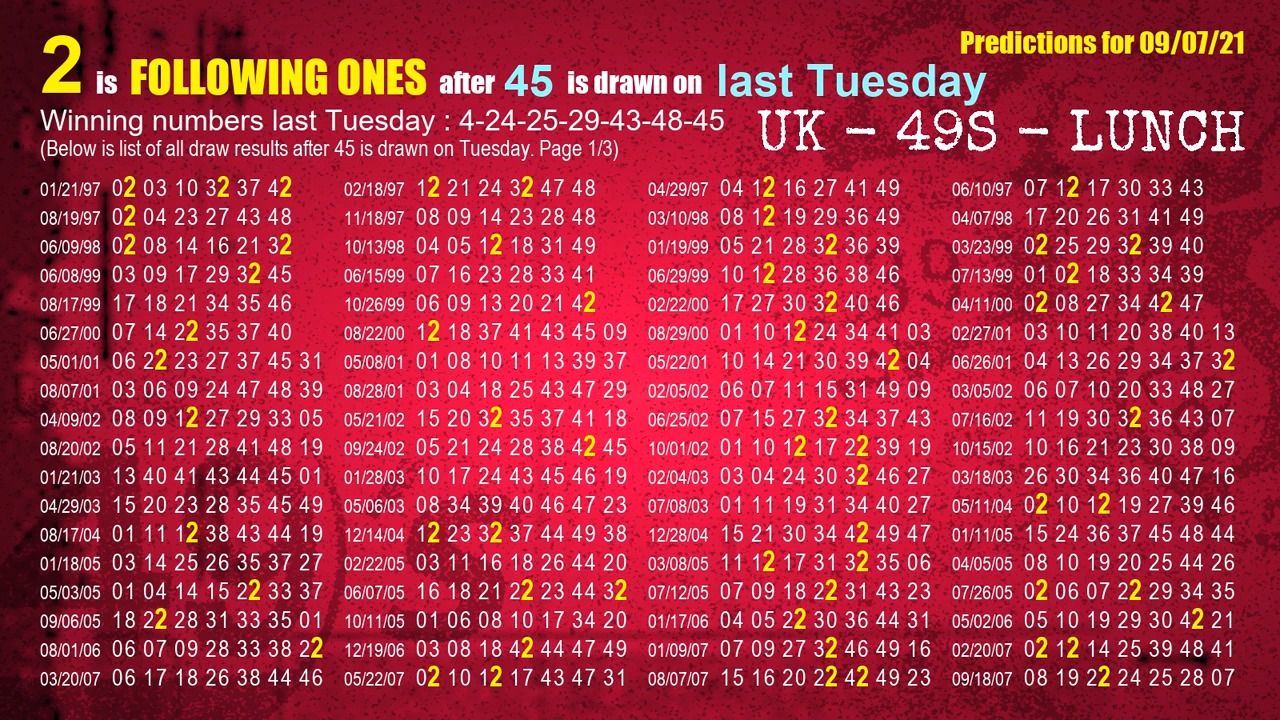 Predictions for 09/07/21
2 is FOLLOWING ONES after 45 is drawn on last Tuesday
Winning numbers last Tuesday : 4-24-25-29-43-48-45
UK - 49S - LUNCH
(Below is list of all draw results after 45 is drawn on Tuesday. Page 1/3)
01/21/97 02 03 10 32 37 42 02/18/97 12 21 24 32 47 48 04/29/97 04 12 16 27 41 49 06/10/97 07 12 17 30 33 43
08/19/97 02 04 23 27 43 48 11/18/97 08 09 14 23 28 48 03/10/98 08 12 19 29 36 49 04/07/98 17 20 26 31 41 49
06/09/98 02 08 14 16 21 32 10/13/98 04 05 12 18 31 49 01/19/99 05 21 28 32 36 39 03/23/99 02 25 29 32 39 40
06/08/99 03 09 17 29 32 45 06/15/99 07 16 23 28 33 41 06/29/99 10 12 28 36 38 46 07/13/99 01 02 18 33 34 39
08/17/99 17 18 21 34 35 46 10/26/99 06 09 13 20 21 42 02/22/00 17 27 30 32 40 46 04/11/00 02 08 27 34 42 47
06/27/00 07 14 22 35 37 40 08/22/00 12 18 37 41 43 45 09 08/29/00 01 10 12 24 34 41 03 02/27/01 03 10 11 20 38 40 13
05/01/01 06 22 23 27 37 45 31 05/08/01 01 08 10 11 13 39 37 05/22/01 10 14 21 30 39 42 04 06/26/01 04 13 26 29 34 37 32
08/07/01 03 06 09 24 47 48 39 08/28/01 03 04 18 25 43 47 29 02/05/02 06 07 11 15 31 49 09 03/05/02 06 07 10 20 33 48 27
04/09/02 08 09 12 27 29 33 05 05/21/02 15 20 32 35 37 41 18 06/25/02 07 15 27 32 34 37 43 07/16/02 11 19 30 32 36 43 07
08/20/02 05 11 21 28 41 48 19 09/24/02 05 21 24 28 38 42 45 10/01/02 01 10 12 17 22 39 19 10/15/02 10 16 21 23 30 38 09
01/21/03 13 40 41 43 44 45 01 01/28/03 10 17 24 43 45 46 19 02/04/03 03 04 24 30 32 46 27 03/18/03 26 30 34 36 40 47 16
04/29/03 15 20 23 28 35 45 49 05/06/03 08 34 39 40 46 47 23 07/08/03 01 11 19 31 34 40 27 05/11/04 02 10 12 19 27 39 46
08/17/04 01 11 12 38 43 44 19 12/14/04 12 23 32 37 44 49 38 12/28/04 15 21 30 34 42 49 47 01/11/05 15 24 36 37 45 48 44
01/18/05 03 14 25 26 35 37 27 02/22/05 03 11 16 18 26 44 20 03/08/05 11 12 17 31 32 35 06 04/05/05 08 10 19 20 25 44 26
05/03/05 01 04 14 15 22 33 37 06/07/05 16 18 21 22 23 44 32 07/12/05 07 09 18 22 31 43 23 07/26/05 02 06 07 22 29 34 35
09/06/05 18 22 28 31 33 35 01 10/11/05 01 06 08 10 17 34 20 01/17/06 04 05 22 30 36 44 31 05/02/06 05 10 19 29 30 42 21
08/01/06 06 07 09 28 33 38 22 12/19/06 03 08 18 42 44 47 49 01/09/07 07 09 27 32 46 49 16 02/20/07 02 12 14 25 39 48 41
03/20/07 06 17 18 26 38 44 46 05/22/07 02 10 12 17 43 47 31 08/07/07 15 16 20 22 42 49 23 09/18/07 08 19 22 24 25 28 07